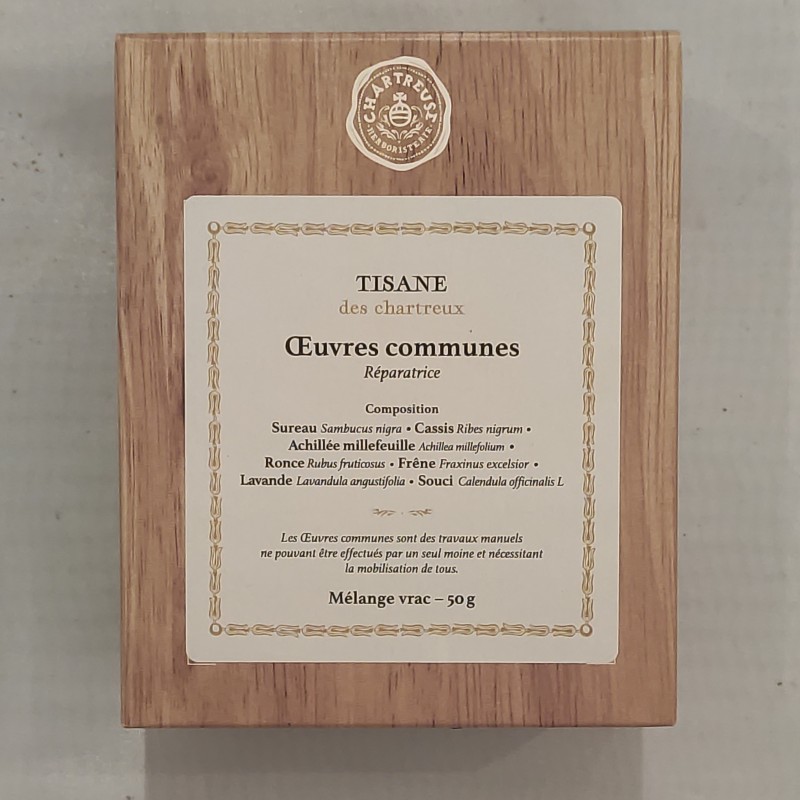 CHARTREUSE
HERBORISTERIE
TISANE
des chartreux
Œuvres communes
Réparatrice
Composition
Sureau Sambucus nigra • Cassis Ribes nigrum •
Achillée millefeuille Achillea millefolium •
Ronce Rubus fruticosus • Frêne Fraxinus excelsior •
Lavande Lavandula angustifolia • Souci Calendula officinalis L
Les Œuvres communes sont des travaux manuels
ne pouvant être effectués par un seul moine et nécessitant
la mobilisation de tous.
Mélange vrac – 50 g